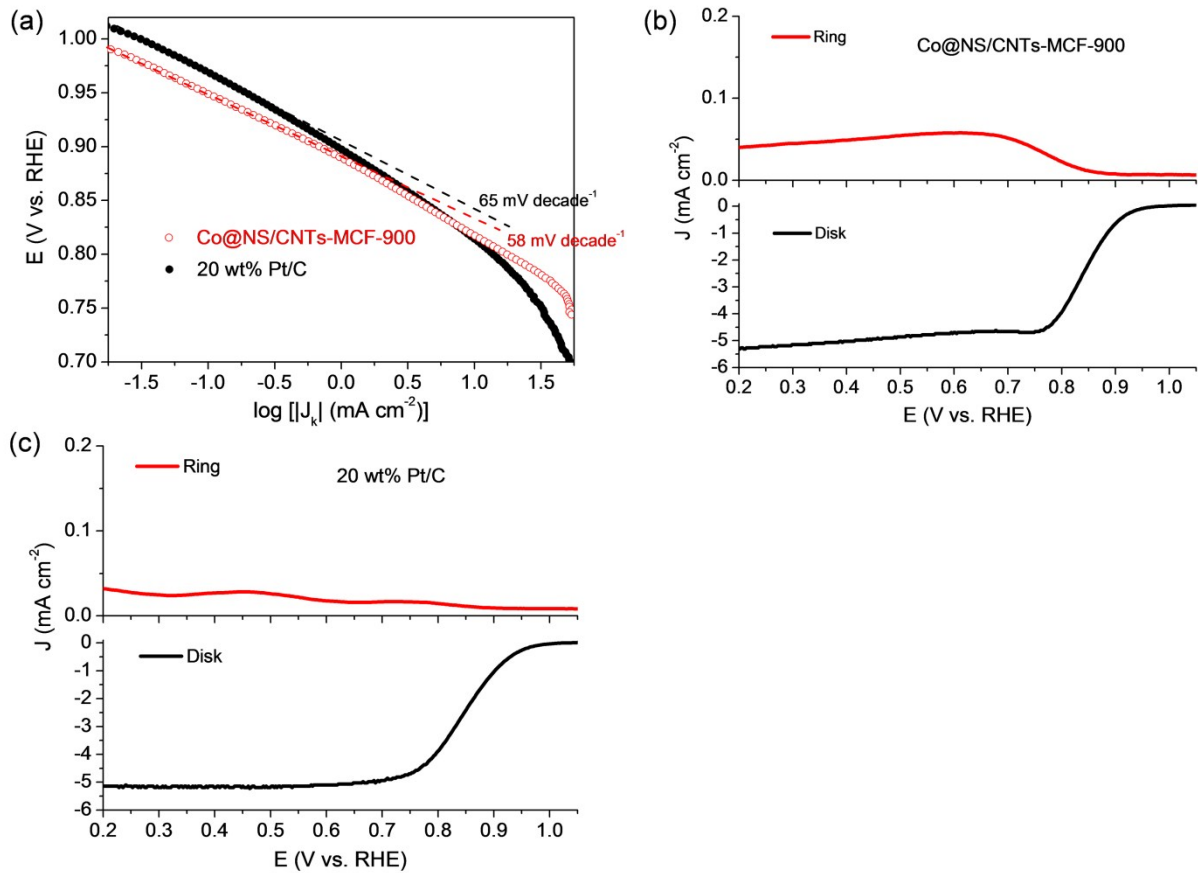 (a)
1.00
0.95
0.90
0.85
0.80
0.75
0.70
E (V vs. RHE)
65 mV decade⁻¹
58 mV decade⁻¹
Co@NS/CNTs-MCF-900
20 wt% Pt/C
-1.5 -1.0 -0.5 0.0 0.5 1.0 1.5
log [|Jₖ| (mA cm⁻²)]
(b)
0.2
0.1
0.0
Ring
Co@NS/CNTs-MCF-900
J (mA cm⁻²)
0
-1
-2
-3
-4
-5
-6
Disk
0.2 0.3 0.4 0.5 0.6 0.7 0.8 0.9 1.0
E (V vs. RHE)
(c)
0.2
0.1
0.0
Ring
20 wt% Pt/C
J (mA cm⁻²)
0
-1
-2
-3
-4
-5
-6
Disk
0.2 0.3 0.4 0.5 0.6 0.7 0.8 0.9 1.0
E (V vs. RHE)